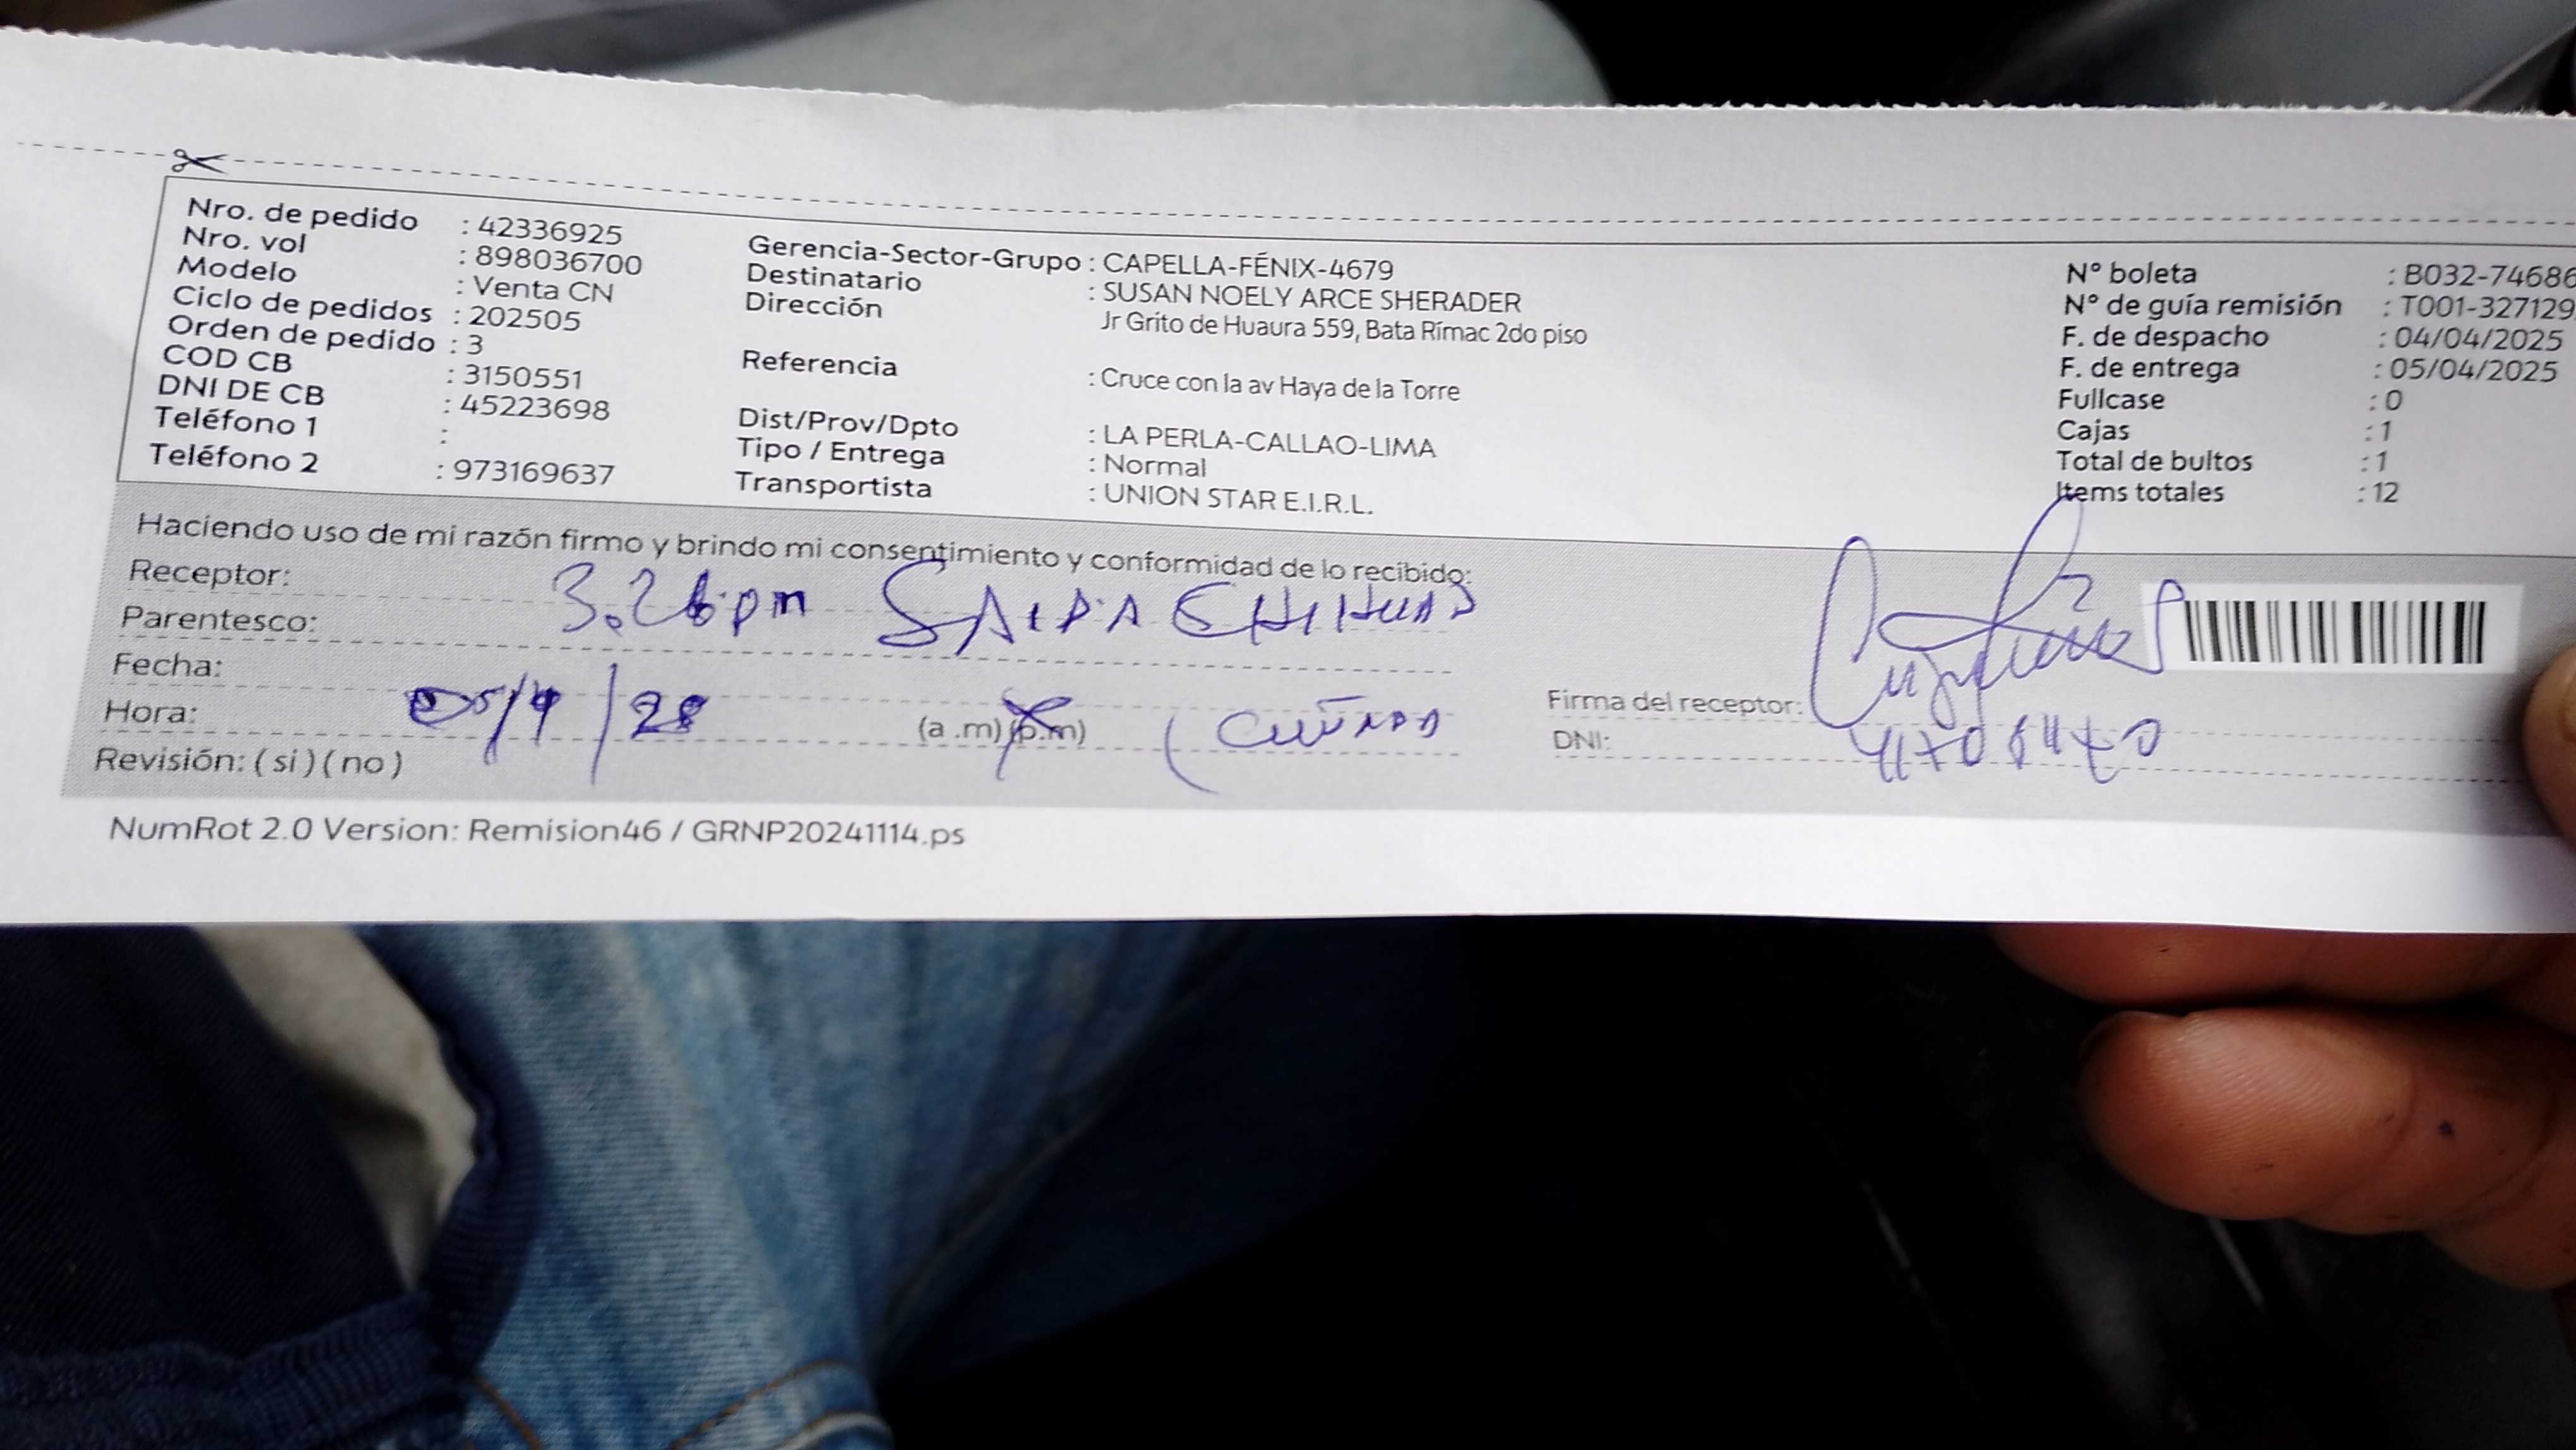 Nro. de pedido : 42336925
Nro. vol : 898036700
Modelo : Venta CN
Ciclo de pedidos : 202505
Orden de pedido : 3
COD CB : 3150551
DNI DE CB : 45223698
Teléfono 1 :
Teléfono 2 : 973169637
Gerencia-Sector-Grupo : CAPELLA-FÉNIX-4679
Destinatario : SUSAN NOELY ARCE SHERADER
Dirección Jr Grito de Huaura 559, Bata Rímac 2do piso
Referencia : Cruce con la av Haya de la Torre
Dist/Prov/Dpto : LA PERLA-CALLAO-LIMA
Tipo / Entrega : Normal
Transportista : UNION STAR E.I.R.L.
N° boleta : B032-74686
N° de guía remisión : T001-327129
F. de despacho : 04/04/2025
F. de entrega : 05/04/2025
Fullcase : 0
Cajas : 1
Total de bultos : 1
Items totales : 12
Haciendo uso de mi razón firmo y brindo mi consentimiento y conformidad de lo recibido:
Receptor: 3.26pm SAIDA
Parentesco:
Fecha:
Hora: (a .m) (p.m) (CUÑADA
Revisión: ( si ) ( no )
Firma del receptor:
DNI:
NumRot 2.0 Version: Remision46 / GRNP20241114.ps